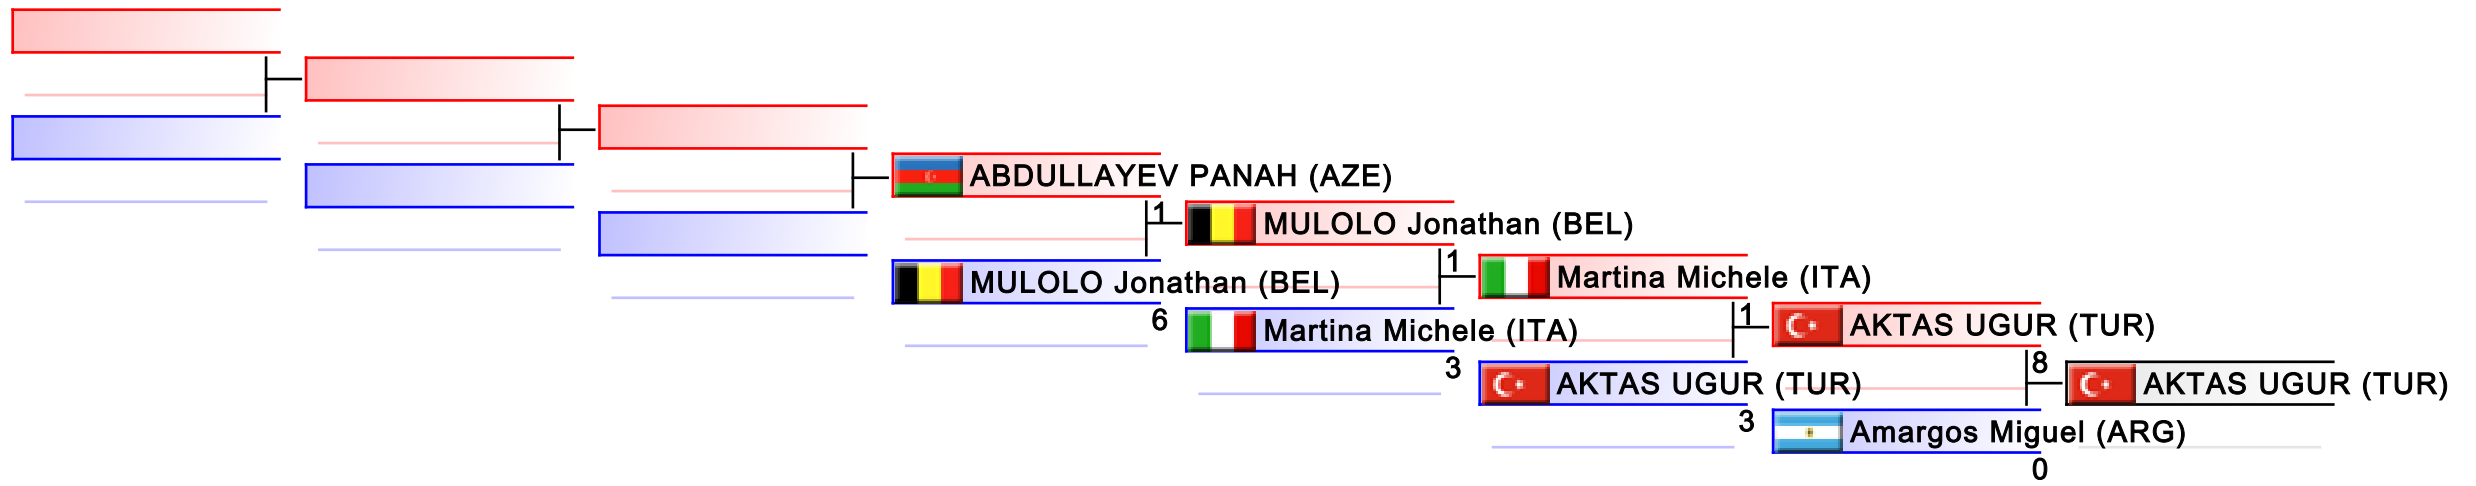 ABDULLAYEV PANAH (AZE)
1
MULOLO Jonathan (BEL)
MULOLO Jonathan (BEL)
6
1
Martina Michele (ITA)
Martina Michele (ITA)
3
1
AKTAS UGUR (TUR)
AKTAS UGUR (TUR)
3
8
AKTAS UGUR (TUR)
Amargos Miguel (ARG)
0